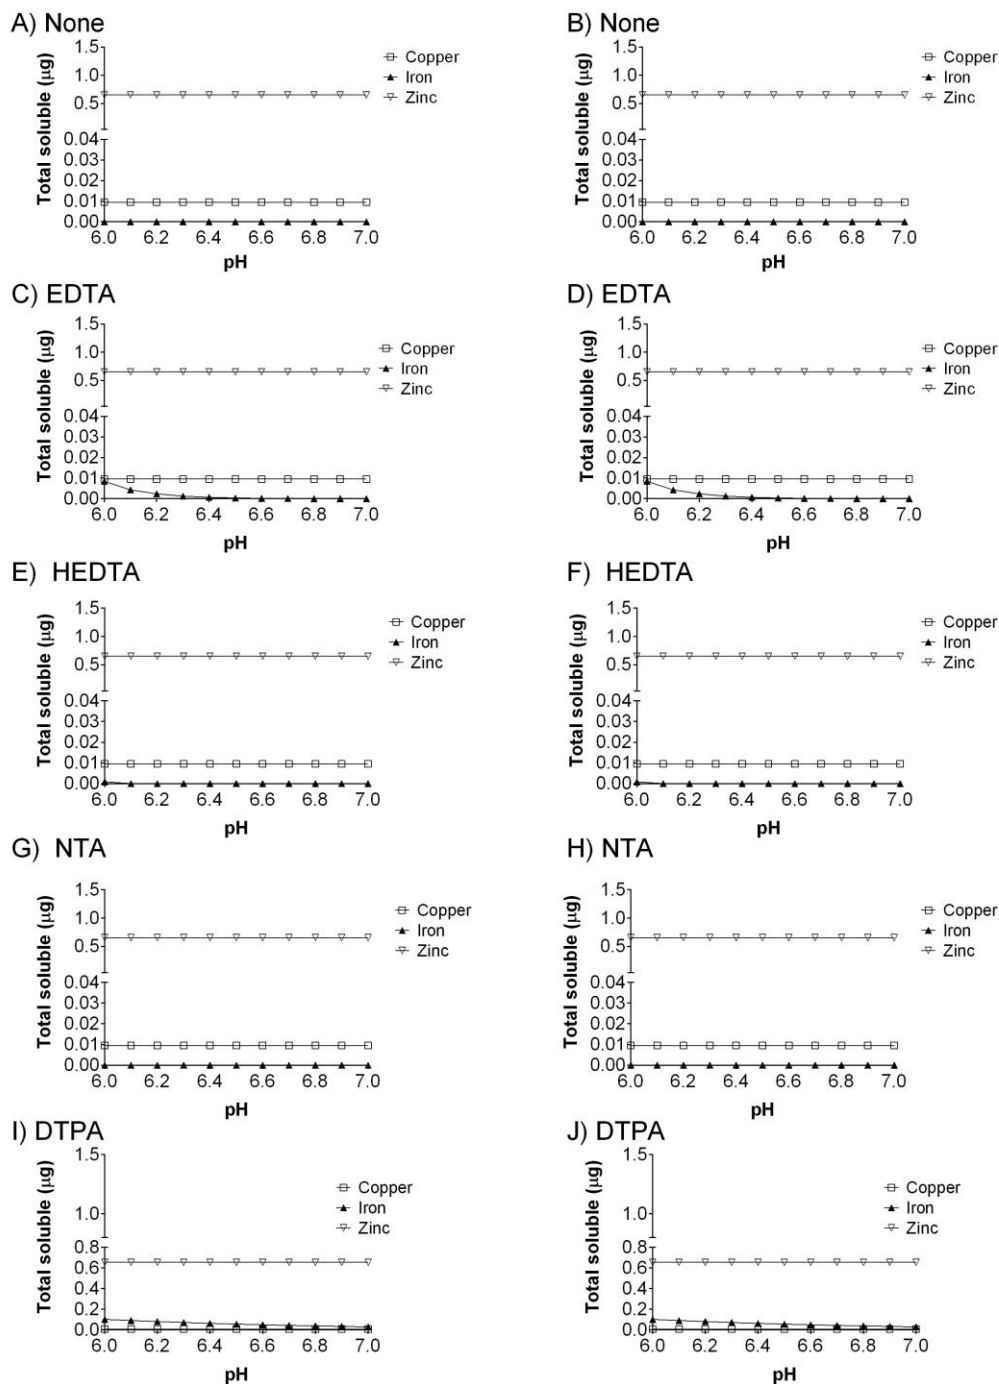 A) None
Total soluble (μg)
1.5
1.0
0.5
0.04
0.03
0.02
0.01
0.00
6.0 6.2 6.4 6.6 6.8 7.0
pH
Copper
Iron
Zinc
B) None
Total soluble (μg)
1.5
1.0
0.5
0.04
0.03
0.02
0.01
0.00
6.0 6.2 6.4 6.6 6.8 7.0
pH
Copper
Iron
Zinc
C) EDTA
Total soluble (μg)
1.5
1.0
0.5
0.04
0.03
0.02
0.01
0.00
6.0 6.2 6.4 6.6 6.8 7.0
pH
Copper
Iron
Zinc
D) EDTA
Total soluble (μg)
1.5
1.0
0.5
0.04
0.03
0.02
0.01
0.00
6.0 6.2 6.4 6.6 6.8 7.0
pH
Copper
Iron
Zinc
E) HEDTA
Total soluble (μg)
1.5
1.0
0.5
0.04
0.03
0.02
0.01
0.00
6.0 6.2 6.4 6.6 6.8 7.0
pH
Copper
Iron
Zinc
F) HEDTA
Total soluble (μg)
1.5
1.0
0.5
0.04
0.03
0.02
0.01
0.00
6.0 6.2 6.4 6.6 6.8 7.0
pH
Copper
Iron
Zinc
G) NTA
Total soluble (μg)
1.5
1.0
0.5
0.04
0.03
0.02
0.01
0.00
6.0 6.2 6.4 6.6 6.8 7.0
pH
Copper
Iron
Zinc
H) NTA
Total soluble (μg)
1.5
1.0
0.5
0.04
0.03
0.02
0.01
0.00
6.0 6.2 6.4 6.6 6.8 7.0
pH
Copper
Iron
Zinc
I) DTPA
Total soluble (μg)
1.5
1.0
0.8
0.6
0.4
0.2
0.0
6.0 6.2 6.4 6.6 6.8 7.0
pH
Copper
Iron
Zinc
J) DTPA
Total soluble (μg)
1.5
1.0
0.8
0.6
0.4
0.2
0.0
6.0 6.2 6.4 6.6 6.8 7.0
pH
Copper
Iron
Zinc